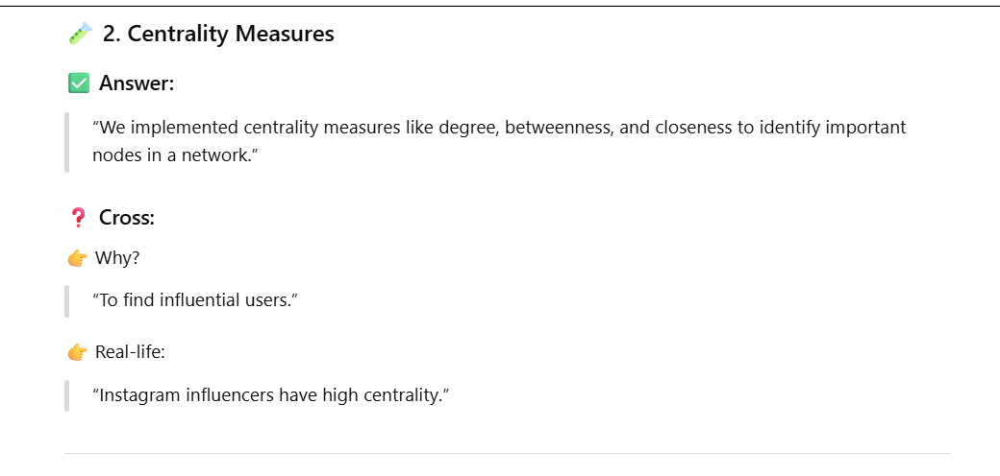 🧪 2. Centrality Measures
✅ Answer:
“We implemented centrality measures like degree, betweenness, and closeness to identify important
nodes in a network.”
❓ Cross:
👉 Why?
“To find influential users.”
👉 Real-life:
“Instagram influencers have high centrality.”